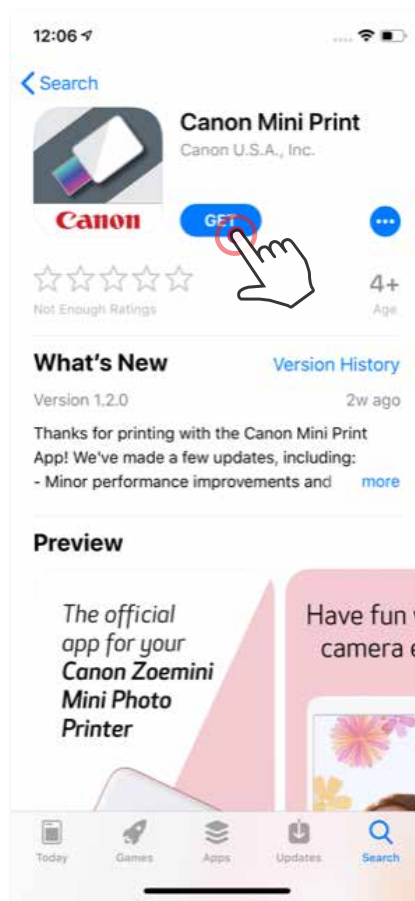 12:06
Search
Canon Mini Print
Canon U.S.A., Inc.
Canon
GET
4+
Not Enough Ratings
Age
What's New
Version History
Version 1.2.0
2w ago
Thanks for printing with the Canon Mini Print
App! We've made a few updates, including:
- Minor performance improvements and
more
Preview
The official
app for your
Canon Zoemini
Mini Photo
Printer
Have fun
camera e
Today
Games
Apps
Updates
Search